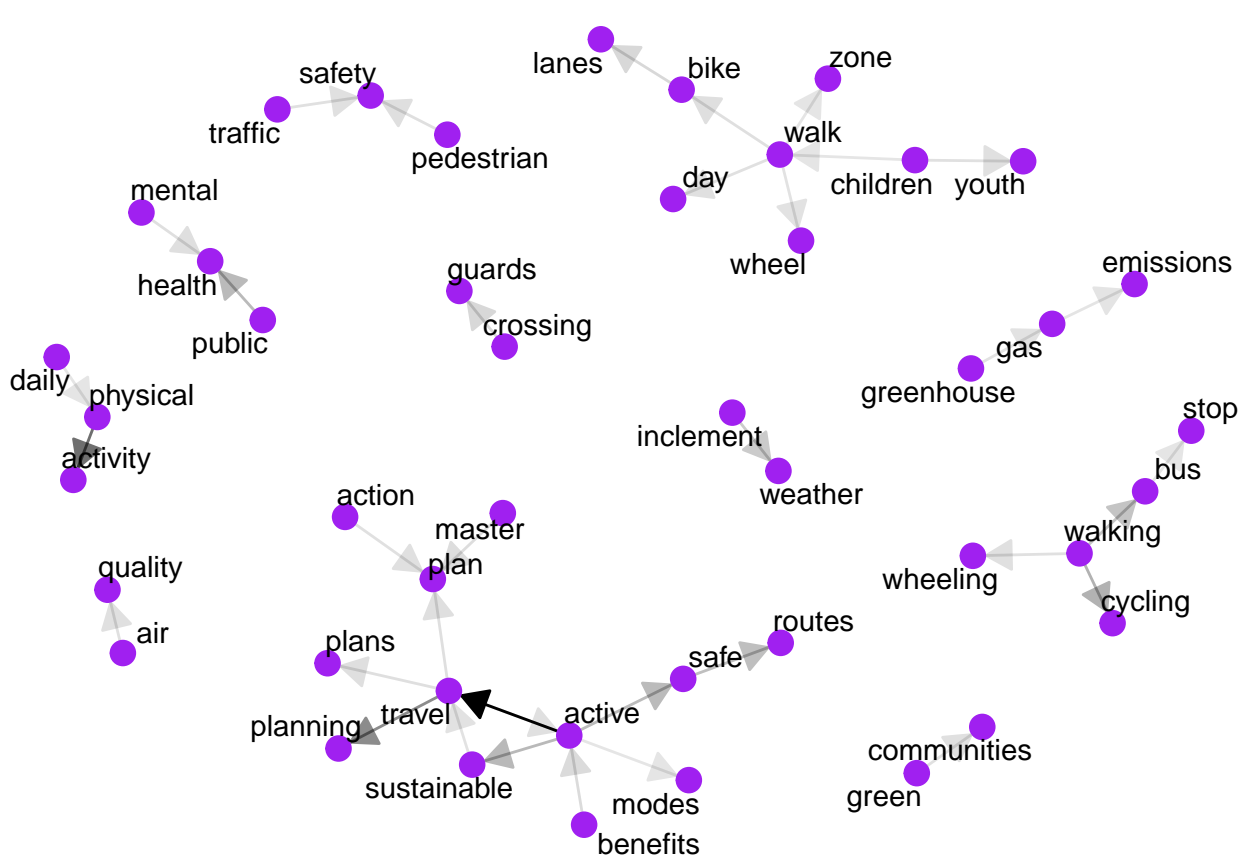 lanes
bike
zone
safety
walk
traffic
pedestrian
day
children
youth
mental
wheel
health
guards
emissions
public
crossing
gas
daily
physical
greenhouse
stop
activity
inclement
bus
weather
action
master
walking
quality
plan
wheeling
cycling
air
plans
routes
safe
planning
travel
active
communities
sustainable
modes
green
benefits